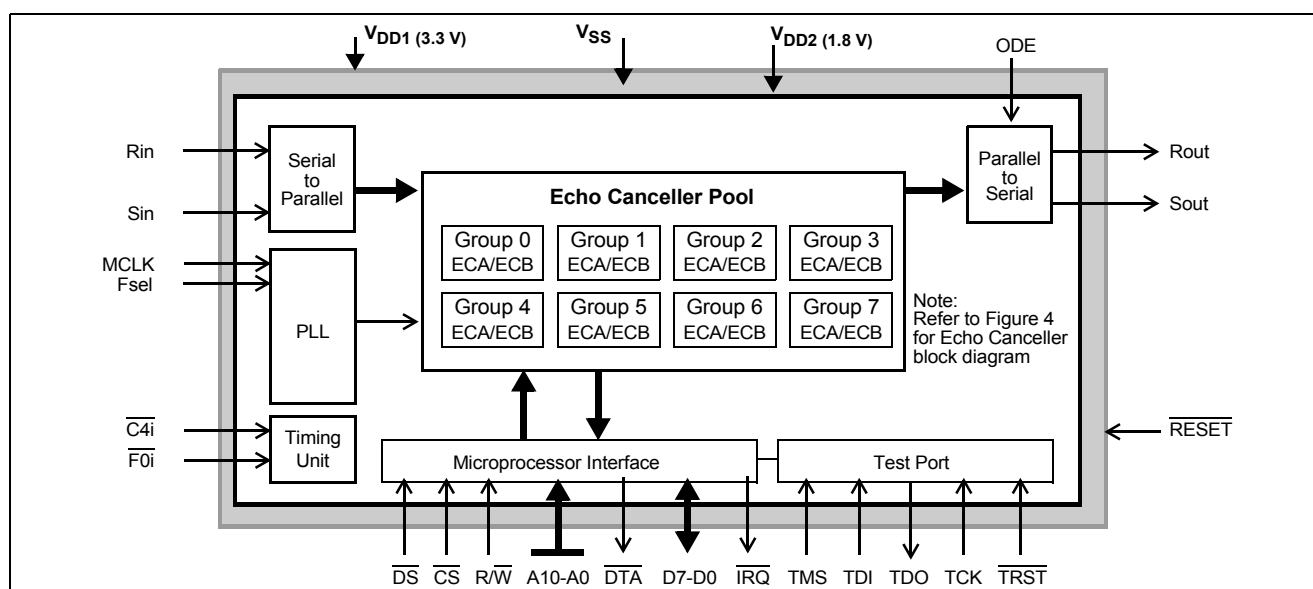 VDD1 (3.3 V)
VSS
VDD2 (1.8 V)
ODE
Rin
Sin
Serial
to
Parallel
Echo Canceller Pool
Group 0
ECA/ECB
Group 1
ECA/ECB
Group 2
ECA/ECB
Group 3
ECA/ECB
Group 4
ECA/ECB
Group 5
ECA/ECB
Group 6
ECA/ECB
Group 7
ECA/ECB
Parallel
to
Serial
Rout
Sout
MCLK
Fsel
PLL
Note:
Refer to Figure 4
for Echo Canceller
block diagram
C4i
F0i
Timing
Unit
RESET
Microprocessor Interface
Test Port
DS
CS
R/W
A10-A0
DTA
D7-D0
IRQ
TMS
TDI
TDO
TCK
TRST